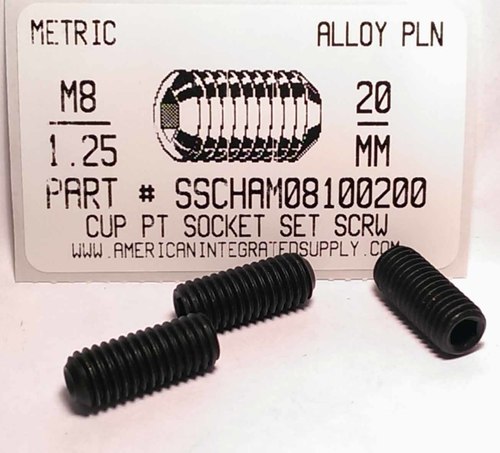 METRIC ALLOY PLN
M8 20
1.25 MM
PART # SSCHAM08100200
CUP PT SOCKET SET SCRW
WWW.AMERICANINTEGRATEDSUPPLY.COM